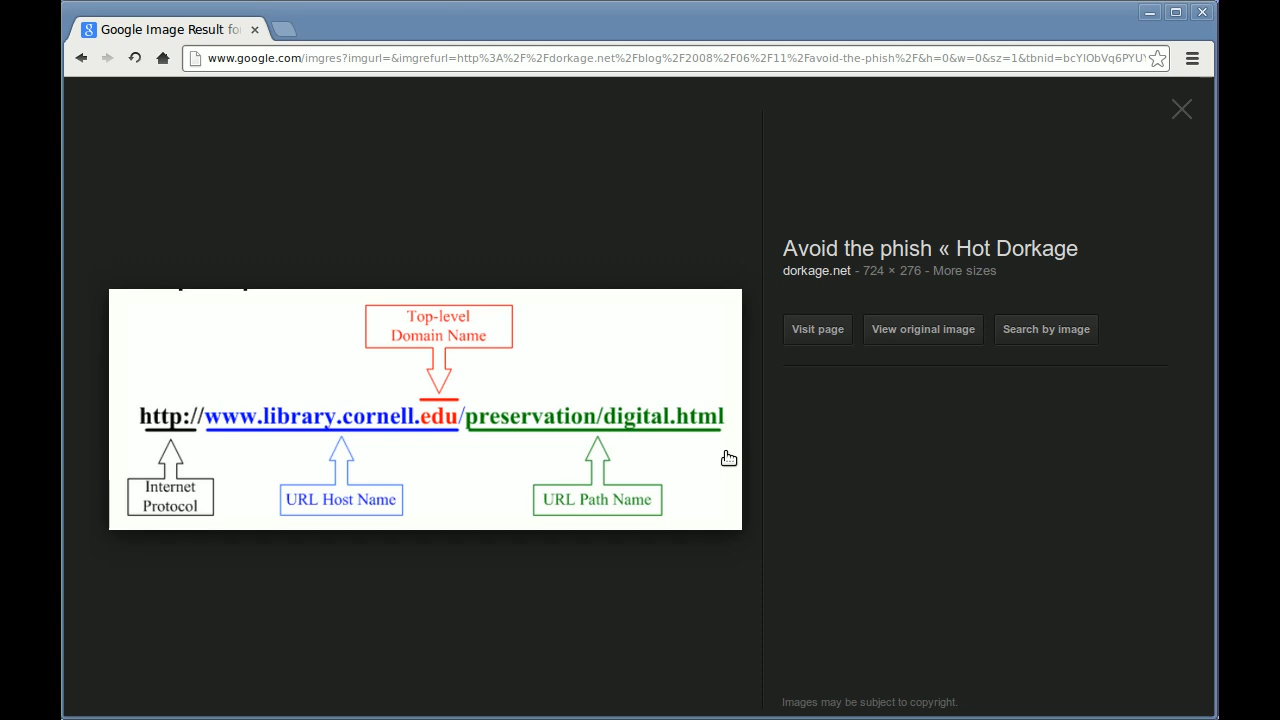 Google Image Result fo
www.google.com/imgres?imgurl=&imgrefurl=http%3A%2F%2Fdorkage.net%2Fblog%2F2008%2F06%2F11%2Favoid-the-phish%2F&h=0&w=0&sz=1&tbnid=bcYlObVq6PYU
Avoid the phish « Hot Dorkage
dorkage.net - 724 × 276 - More sizes
Visit page
View original image
Search by image
Top-level
Domain Name
http://www.library.cornell.edu/preservation/digital.html
Internet
Protocol
URL Host Name
URL Path Name
Images may be subject to copyright.